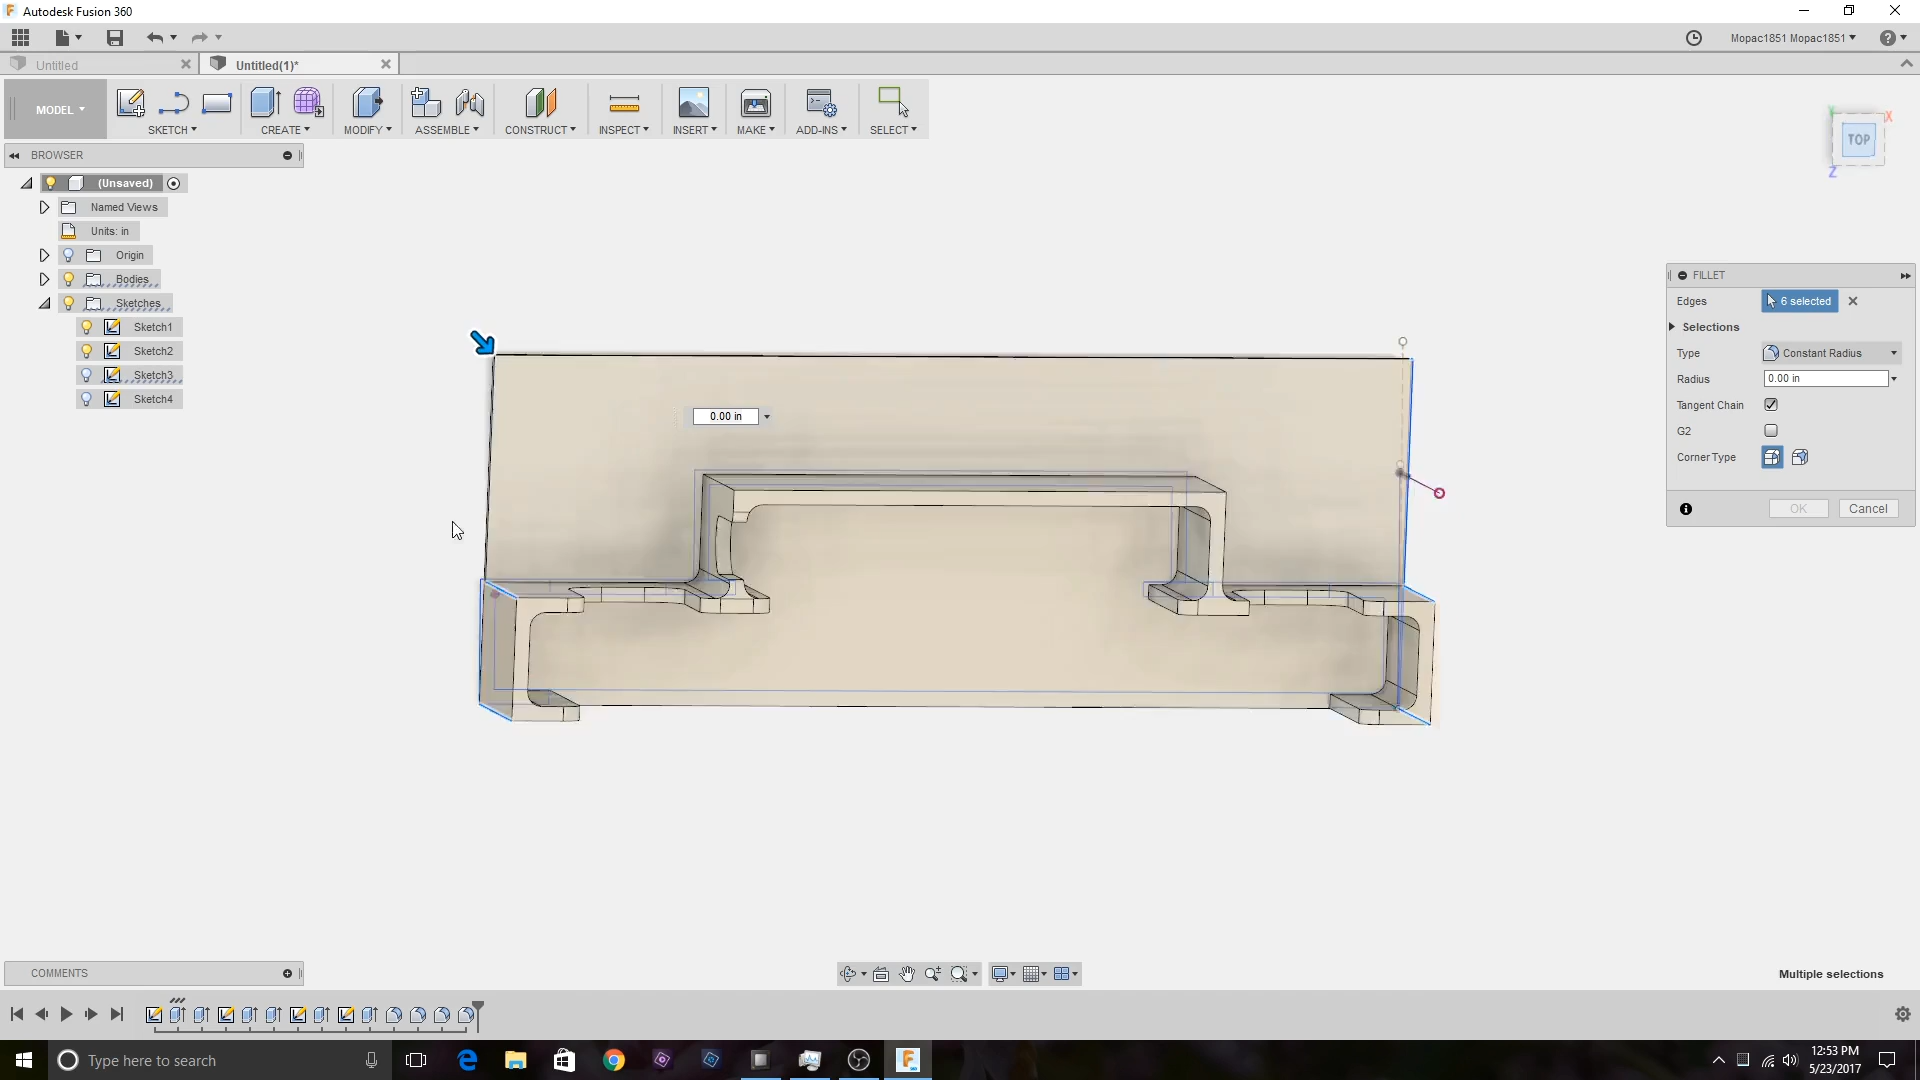 Autodesk Fusion 360
Mopac1851 Mopac1851
Untitled
Untitled(1)*
MODEL
SKETCH
CREATE
MODIFY
ASSEMBLE
CONSTRUCT
INSPECT
INSERT
MAKE
ADD-INS
SELECT
TOP
X
Y
Z
BROWSER
(Unsaved)
Named Views
Units: in
Origin
Bodies
Sketches
Sketch1
Sketch2
Sketch3
Sketch4
0.00 in
FILLET
Edges 6 selected
Selections
Type Constant Radius
Radius 0.00 in
Tangent Chain
G2
Corner Type
OK Cancel
COMMENTS
Multiple selections
Type here to search
12:53 PM
5/23/2017